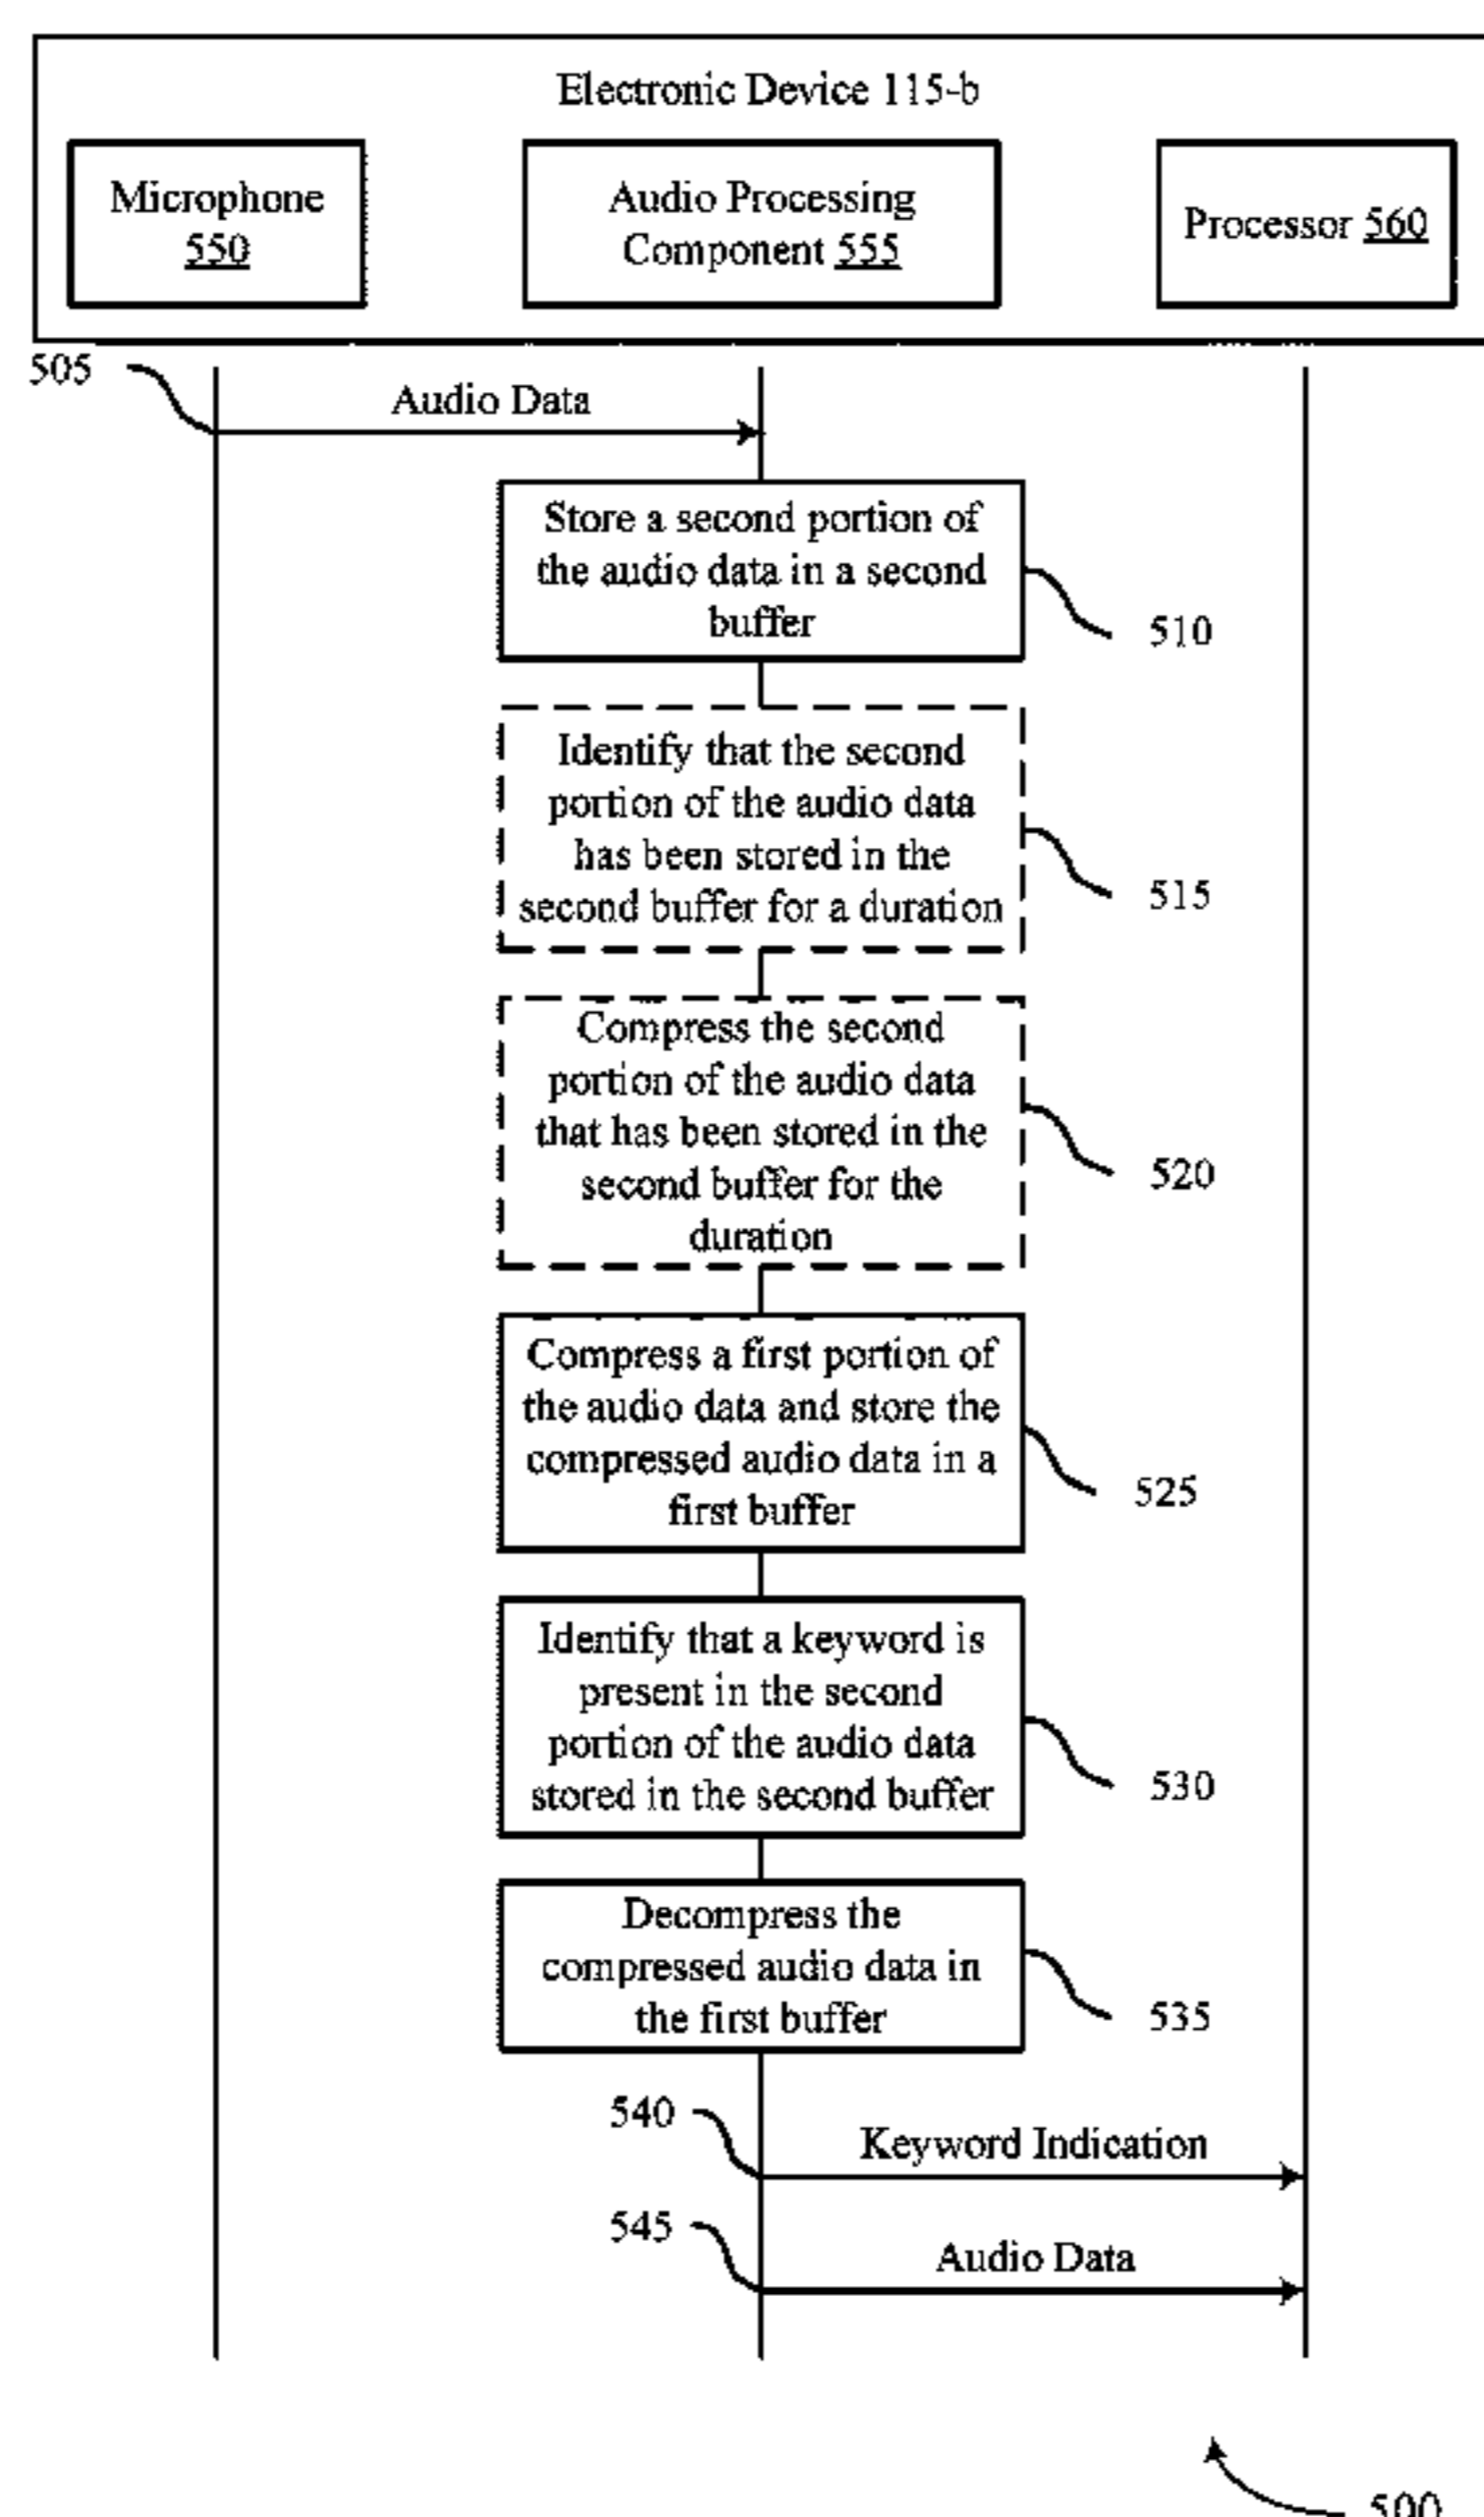 Electronic Device 115-b
Microphone
550
Audio Processing
Component 555
Processor 560
505
Audio Data
Store a second portion of
the audio data in a second
buffer
510
Identify that the second
portion of the audio data
has been stored in the
second buffer for a duration
515
Compress the second
portion of the audio data
that has been stored in the
second buffer for the
duration
520
Compress a first portion of
the audio data and store the
compressed audio data in a
first buffer
525
Identify that a keyword is
present in the second
portion of the audio data
stored in the second buffer
530
Decompress the
compressed audio data in
the first buffer
535
540
Keyword Indication
545
Audio Data
500